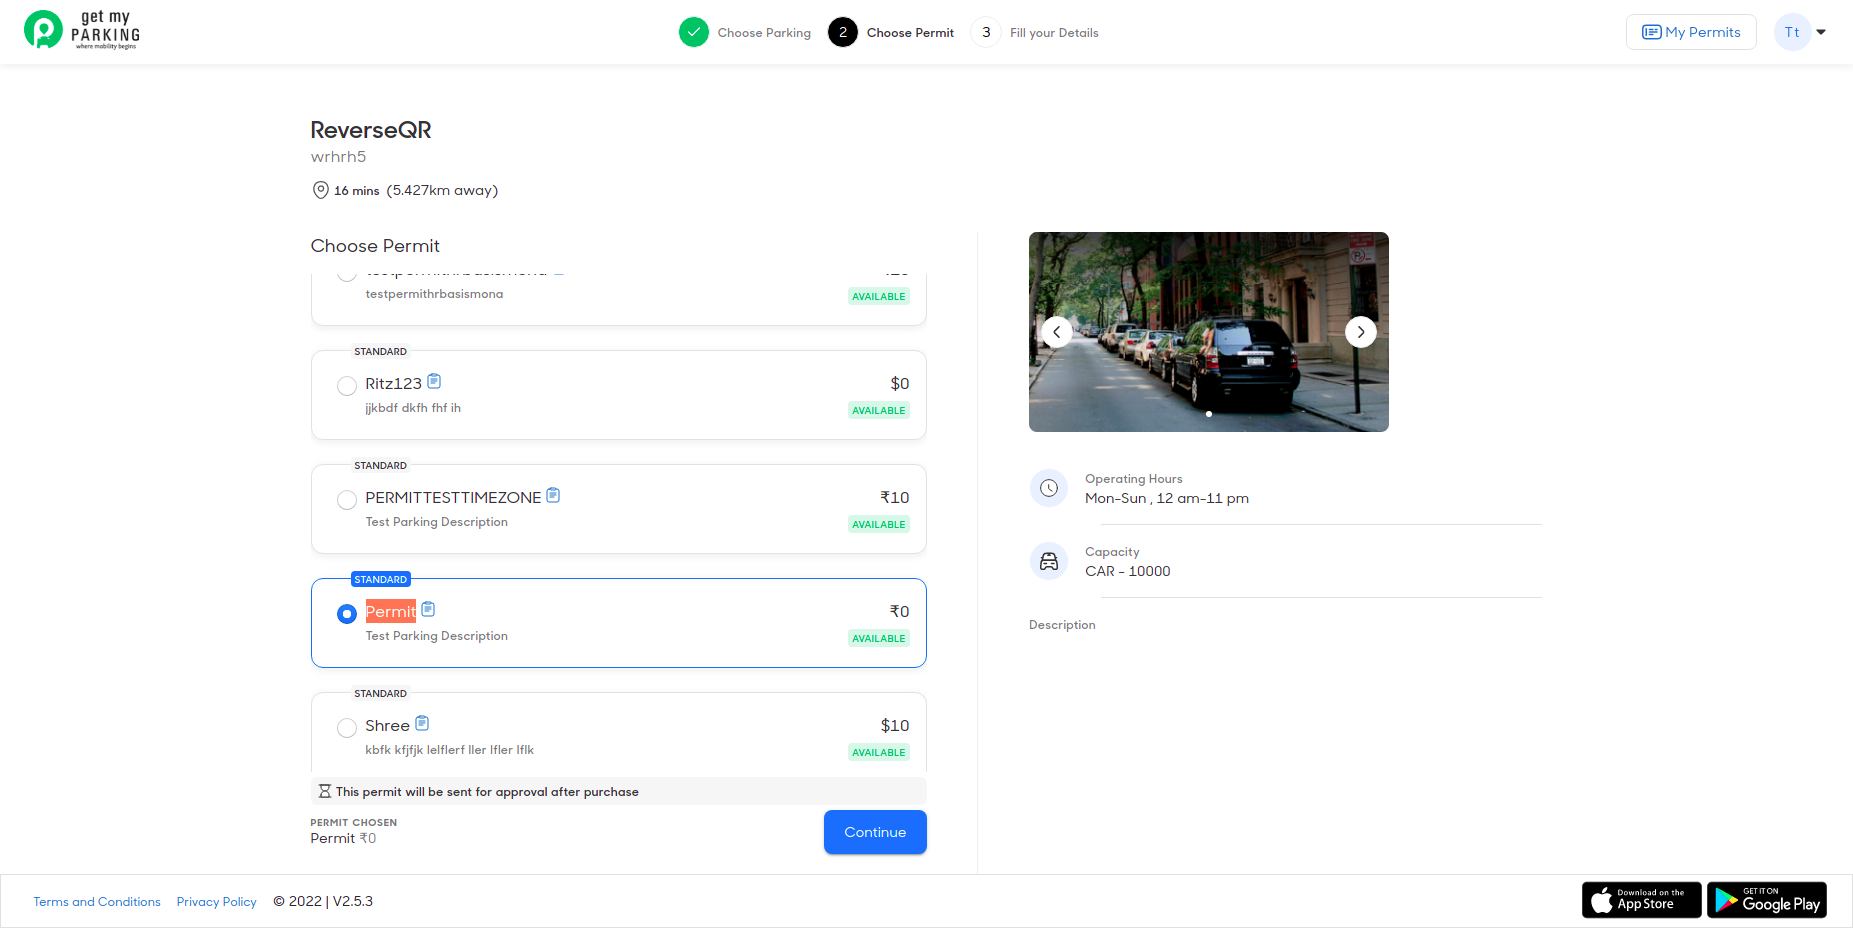 get my
PARKING
where mobility begins
Choose Parking
2 Choose Permit
3 Fill your Details
My Permits
Tt
ReverseQR
wrhrh5
16 mins (5.427km away)
Choose Permit
testpermithrbasismona
AVAILABLE
STANDARD
Ritz123 $0
jjkbdf dkfh fhf ih AVAILABLE
STANDARD
PERMITTESTTIMEZONE ₹10
Test Parking Description AVAILABLE
STANDARD
Permit ₹0
Test Parking Description AVAILABLE
STANDARD
Shree $10
kbfk kfjfjk lelflerf ller lfler lflk AVAILABLE
This permit will be sent for approval after purchase
PERMIT CHOSEN
Permit ₹0
Continue
Operating Hours
Mon-Sun , 12 am-11 pm
Capacity
CAR - 10000
Description
Terms and Conditions Privacy Policy © 2022 | V2.5.3
Download on the
App Store
GET IT ON
Google Play